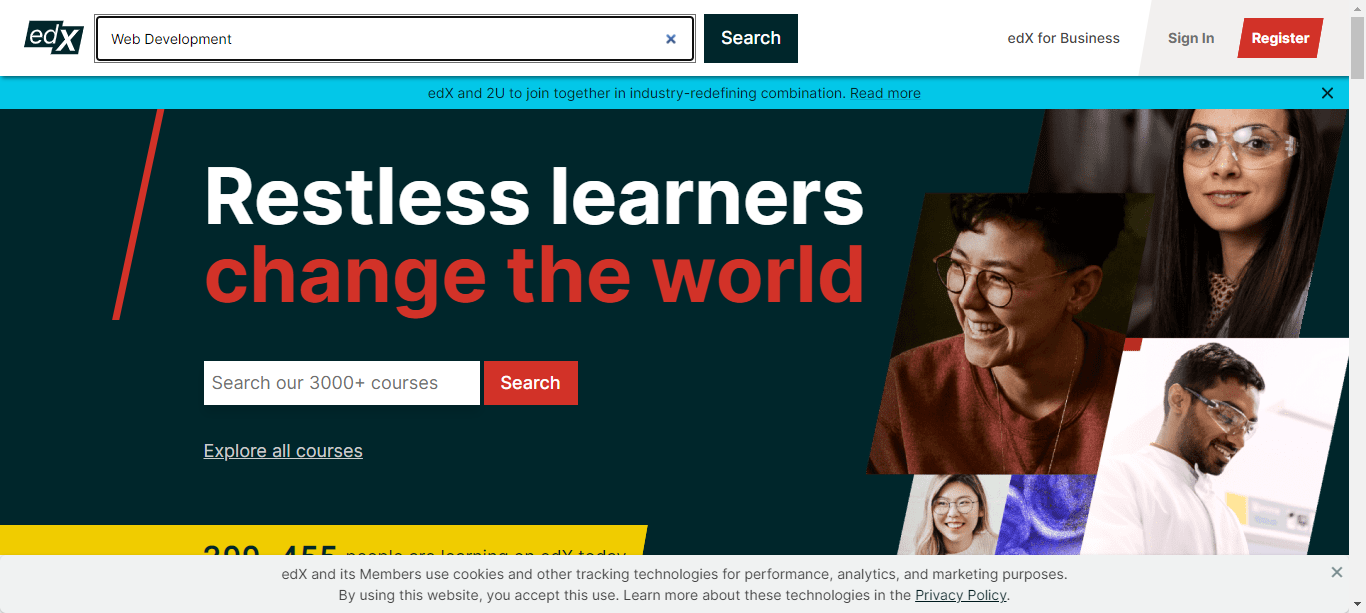 edX
Web Development
Search
edX for Business
Sign In
Register
edX and 2U to join together in industry-redefining combination. Read more
Restless learners
change the world
Search our 3000+ courses
Search
Explore all courses
people are learning on edX today
edX and its Members use cookies and other tracking technologies for performance, analytics, and marketing purposes.
By using this website, you accept this use. Learn more about these technologies in the Privacy Policy.